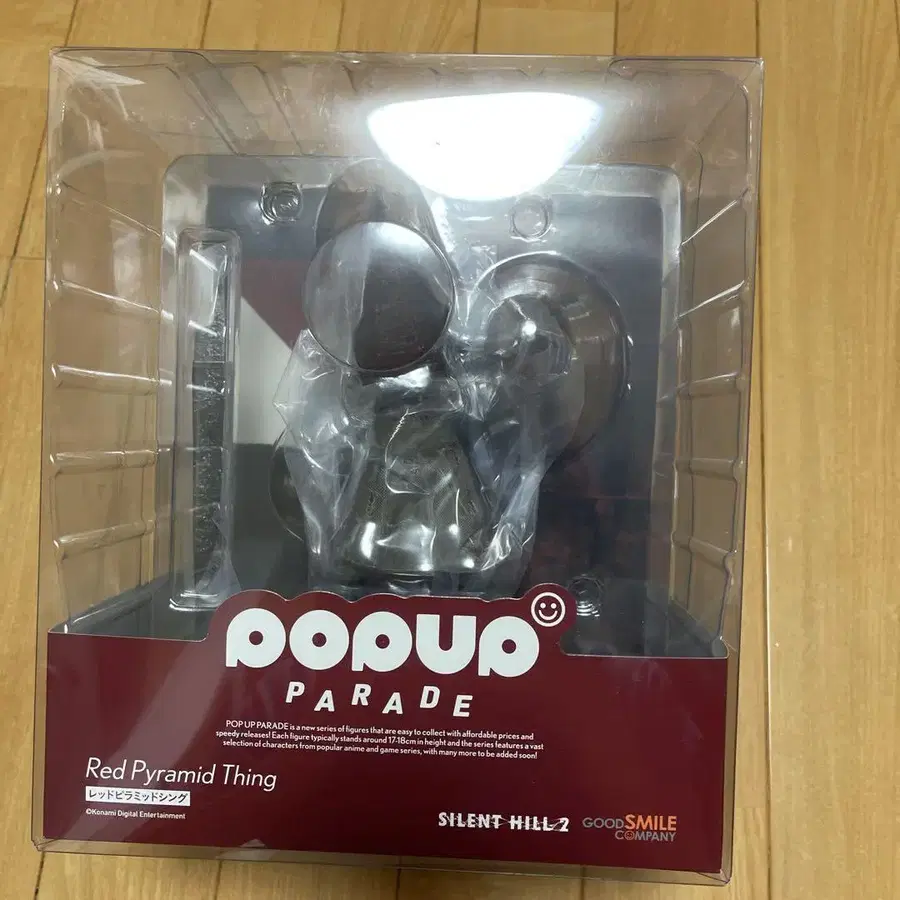 POPUP
PARADE
POP UP PARADE is a new series of figures that are easy to collect with affordable prices and
speedy releases! Each figure typically stands around 17-18cm in height and the series features a vast
selection of characters from popular anime and game series, with many more to be added soon!
Red Pyramid Thing
レッドピラミッドシング
©Konami Digital Entertainment
SILENT HILL 2
GOODSMILE
COMPANY